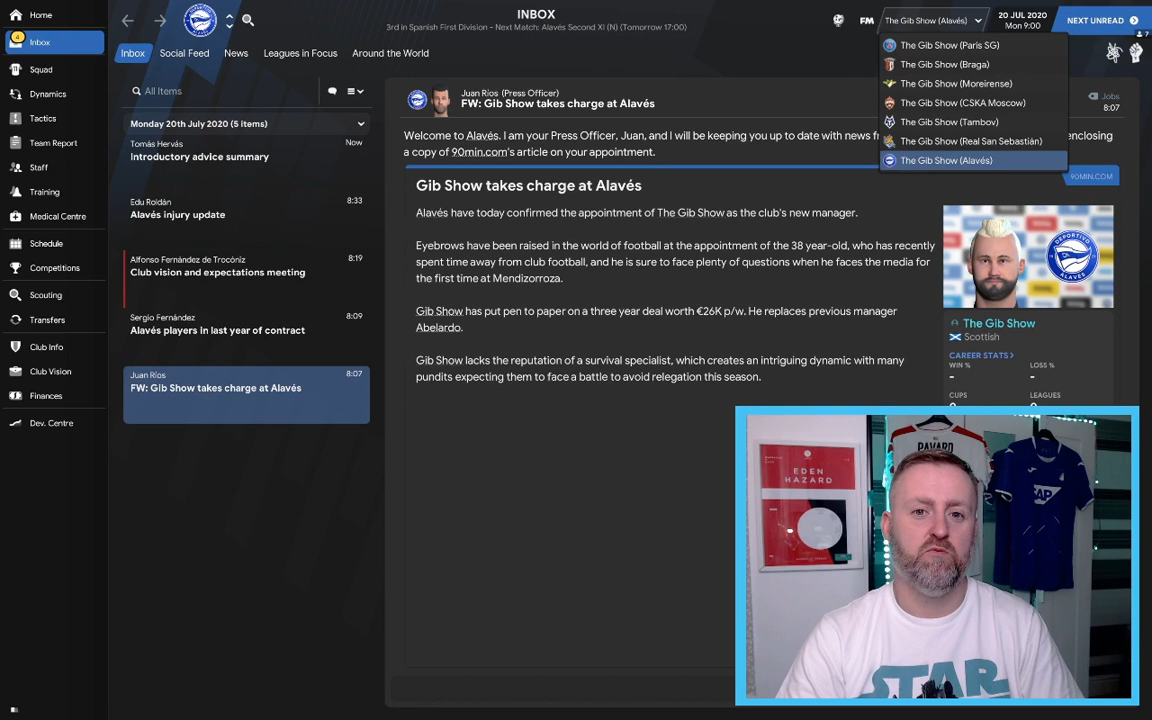 Home
4
Inbox
Squad
Dynamics
Tactics
Team Report
Staff
Training
Medical Centre
Schedule
Competitions
Scouting
Transfers
Club Info
Club Vision
Finances
Dev. Centre
INBOX
3rd in Spanish First Division - Next Match: Alavés Second XI (N) (Tomorrow 17:00)
FM
The Gib Show (Alavés)
20 JUL 2020
Mon 9:00
NEXT UNREAD
7
The Gib Show (Paris SG)
The Gib Show (Braga)
The Gib Show (Moreirense)
The Gib Show (CSKA Moscow)
The Gib Show (Tambov)
The Gib Show (Real San Sebastián)
The Gib Show (Alavés)
Inbox
Social Feed
News
Leagues in Focus
Around the World
All Items
Monday 20th July 2020 (5 items)
Tomás Hervás
Now
Introductory advice summary
Edu Roldán
8:33
Alavés injury update
Alfonso Fernández de Trocóniz
8:19
Club vision and expectations meeting
Sergio Fernández
8:09
Alavés players in last year of contract
Juan Ríos
8:07
FW: Gib Show takes charge at Alavés
Juan Ríos (Press Officer)
FW: Gib Show takes charge at Alavés
Jobs
8:07
Welcome to Alavés. I am your Press Officer, Juan, and I will be keeping you up to date with news enclosing
a copy of 90min.com's article on your appointment.
90MIN.COM
Gib Show takes charge at Alavés
Alavés have today confirmed the appointment of The Gib Show as the club's new manager.
Eyebrows have been raised in the world of football at the appointment of the 38 year-old, who has recently
spent time away from club football, and he is sure to face plenty of questions when he faces the media for
the first time at Mendizorroza.
Gib Show has put pen to paper on a three year deal worth €26K p/w. He replaces previous manager
Abelardo.
Gib Show lacks the reputation of a survival specialist, which creates an intriguing dynamic with many
pundits expecting them to face a battle to avoid relegation this season.
DEPORTIVO
ALAVÉS
The Gib Show
Scottish
CAREER STATS >
WIN %
LOSS %
-
-
CUPS
LEAGUES
EDEN
HAZARD
PAVARD
SAP
STAR